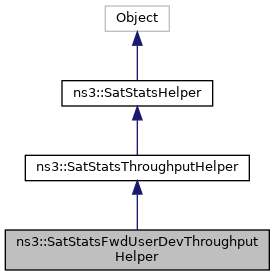 Object
ns3::SatStatsHelper
ns3::SatStatsThroughputHelper
ns3::SatStatsFwdUserDevThroughput
Helper